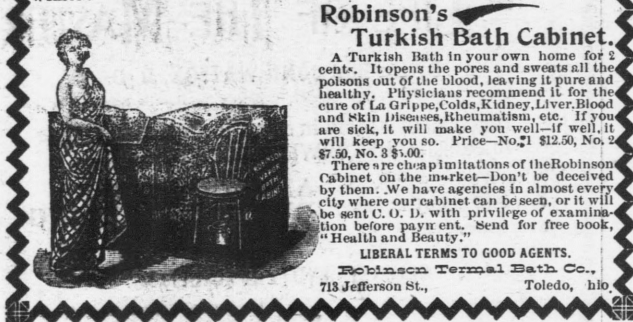 Robinson's
Turkish Bath Cabinet.
A Turkish Bath in your own home for 2
cents. It opens the pores and sweats all the
poisons out of the blood, leaving it pure and
healthy. Physicians recommend it for the
cure of La Grippe, Colds, Kidney, Liver, Blood
and Skin Diseases, Rheumatism, etc. If you
are sick, it will make you well—if well, it
will keep you so. Price—No. 1 $12.50, No. 2
$7.50, No. 3 $5.00.
There are cheap imitations of the Robinson
Cabinet on the market—Don't be deceived
by them. We have agencies in almost every
city where our cabinet can be seen, or it will
be sent C. O. D. with privilege of examina-
tion before payment. Send for free book,
"Health and Beauty."
LIBERAL TERMS TO GOOD AGENTS.
Robinson Termal Bath Co.,
713 Jefferson St., Toledo, hio.